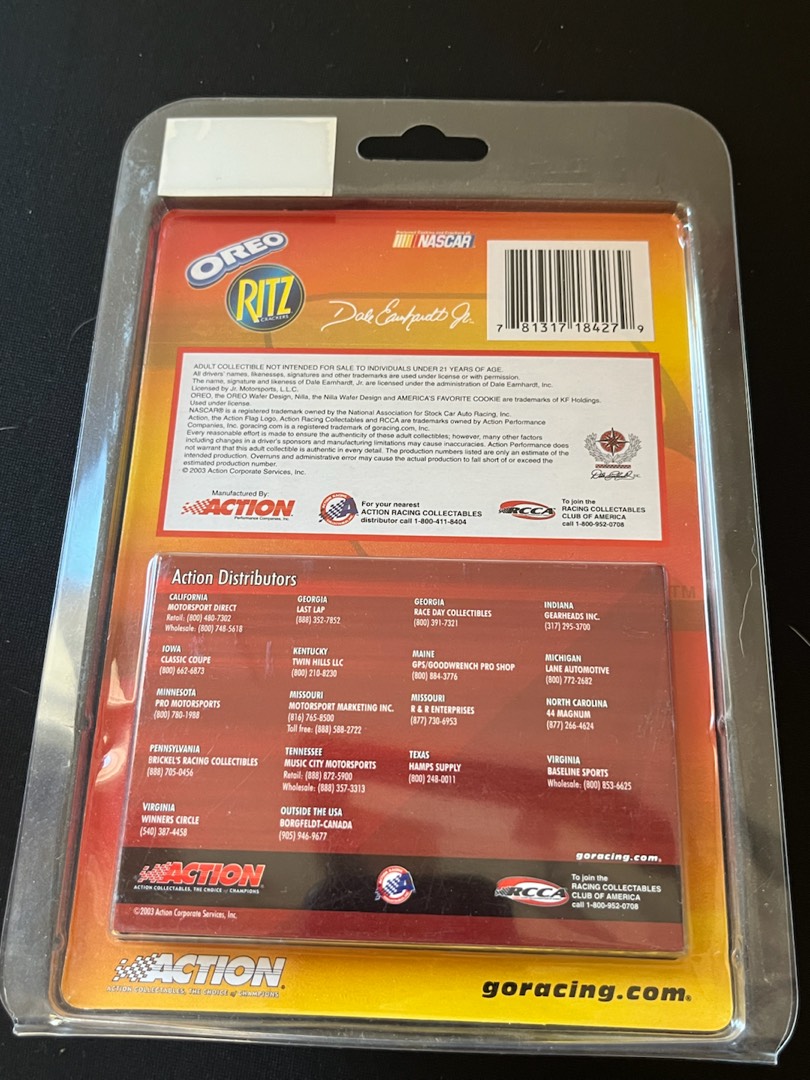 OREO
NASCAR
RITZ
CRACKERS
Dale Earnhardt Jr.
7 81317 18427 9
ADULT COLLECTIBLE NOT INTENDED FOR SALE TO INDIVIDUALS UNDER 21 YEARS OF AGE.
All drivers' names, likenesses, signatures and other trademarks are used under license or with permission.
The name, signature and likeness of Dale Earnhardt, Jr. are licensed under the administration of Dale Earnhardt, Inc.
Licensed by Jr. Motorsports, L.L.C.
OREO, the OREO Wafer Design, Nilla, the Nilla Wafer Design and AMERICA'S FAVORITE COOKIE are trademarks of KF Holdings.
Used under license.
NASCAR® is a registered trademark owned by the National Association for Stock Car Auto Racing, Inc.
Action, the Action Flag Logo, Action Racing Collectables and RCCA are trademarks owned by Action Performance
Companies, Inc. goracing.com is a registered trademark of goracing.com, Inc.
Every reasonable effort is made to ensure the authenticity of these adult collectibles; however, many other factors
including changes in a driver's sponsors and manufacturing limitations may cause inaccuracies. Action Performance does
not warrant that this adult collectible is authentic in every detail. The production numbers listed are only an estimate of the
intended production. Overruns and administrative error may cause the actual production to fall short of or exceed the
estimated production number.
© 2003 Action Corporate Services, Inc.
Manufactured By:
ACTION
Performance Companies, Inc.
For your nearest
ACTION RACING COLLECTABLES
distributor call 1-800-411-8404
RCCA
To join the
RACING COLLECTABLES
CLUB OF AMERICA
call 1-800-952-0708
Dale Earnhardt Jr.
TM
Action Distributors
CALIFORNIA
MOTORSPORT DIRECT
Retail: (800) 480-7302
Wholesale: (800) 748-5618
GEORGIA
LAST LAP
(888) 352-7852
GEORGIA
RACE DAY COLLECTIBLES
(800) 391-7321
INDIANA
GEARHEADS INC.
(317) 295-3700
IOWA
CLASSIC COUPE
(800) 662-6873
KENTUCKY
TWIN HILLS LLC
(800) 210-8230
MAINE
GPS/GOODWRENCH PRO SHOP
(800) 884-3776
MICHIGAN
LANE AUTOMOTIVE
(800) 772-2682
MINNESOTA
PRO MOTORSPORTS
(800) 780-1988
MISSOURI
MOTORSPORT MARKETING INC.
(816) 765-8500
Toll free: (888) 588-2722
MISSOURI
R & R ENTERPRISES
(877) 730-6953
NORTH CAROLINA
44 MAGNUM
(877) 266-4624
PENNSYLVANIA
BRICKEL'S RACING COLLECTIBLES
(888) 705-0456
TENNESSEE
MUSIC CITY MOTORSPORTS
Retail: (888) 872-5900
Wholesale: (888) 357-3313
TEXAS
HAMPS SUPPLY
(800) 248-0011
VIRGINIA
BASELINE SPORTS
Wholesale: (800) 853-6625
VIRGINIA
WINNERS CIRCLE
(540) 387-4458
OUTSIDE THE USA
BORGFELDT-CANADA
(905) 946-9677
goracing.com®
ACTION
ACTION COLLECTABLES, THE CHOICE of CHAMPIONS
RCCA
To join the
RACING COLLECTABLES
CLUB OF AMERICA
call 1-800-952-0708
©2003 Action Corporate Services, Inc.
ACTION
ACTION COLLECTABLES, THE CHOICE of CHAMPIONS
goracing.com®